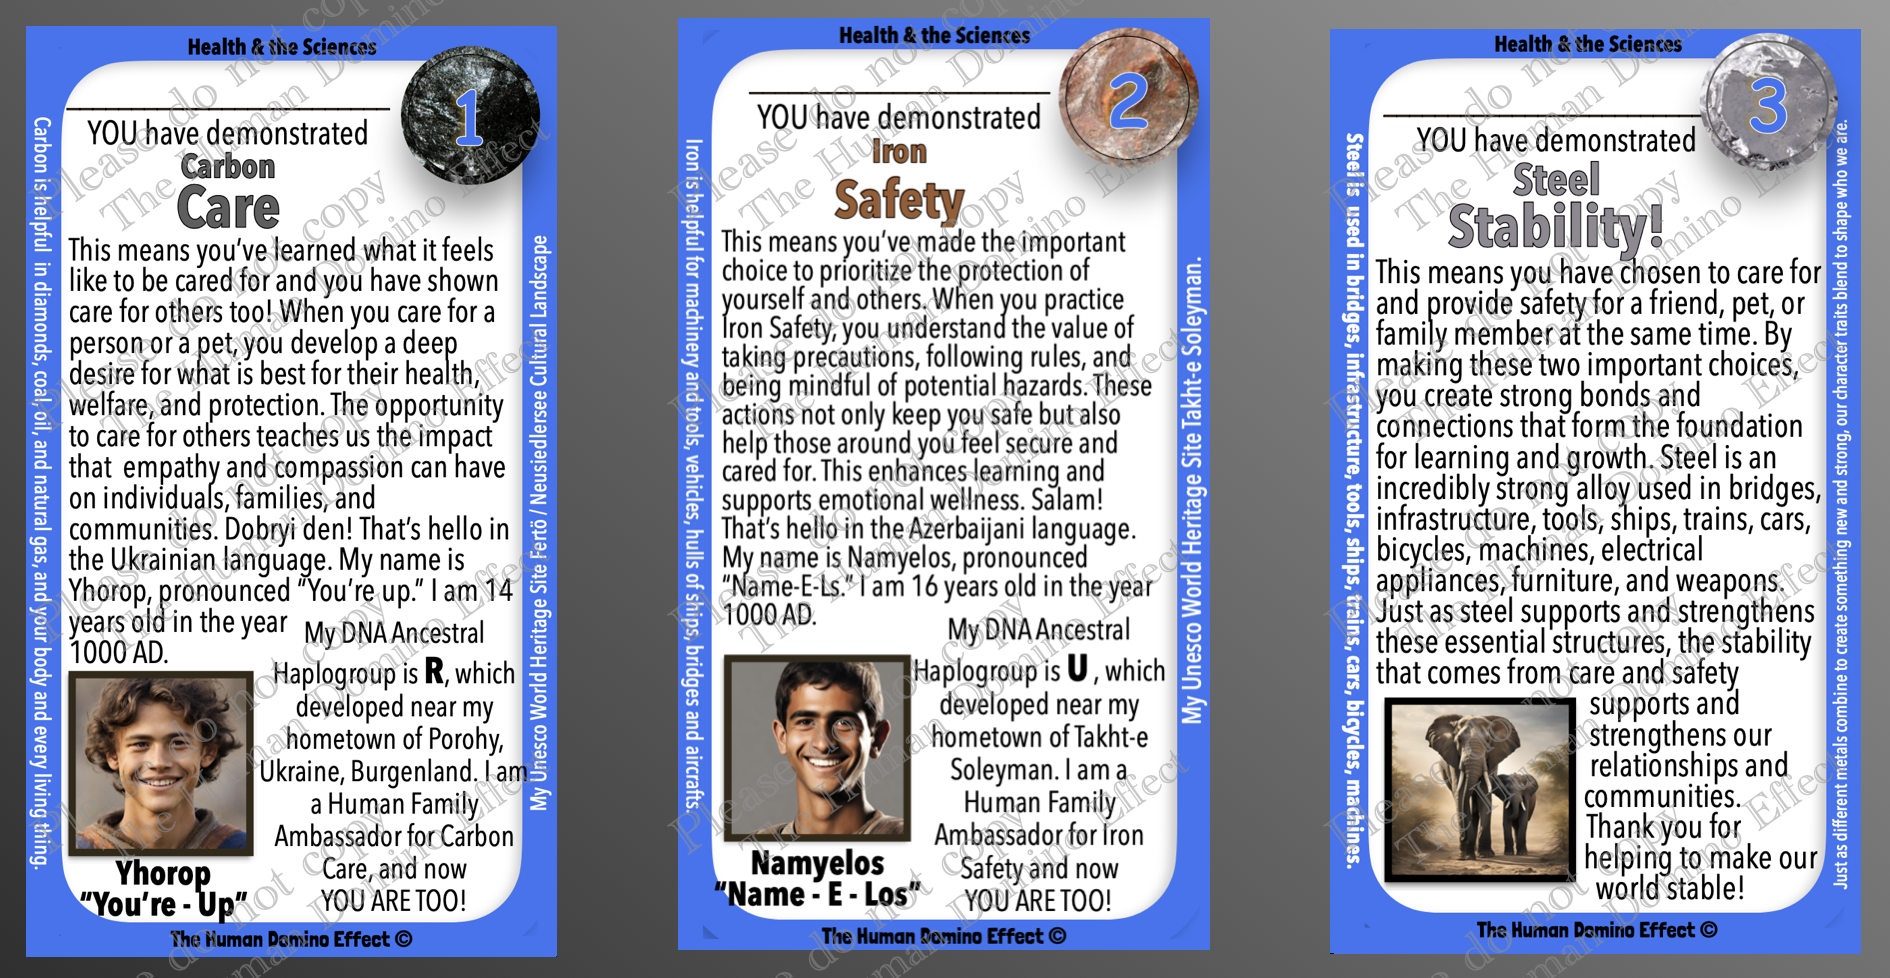 Health & the Sciences
1
YOU have demonstrated
Carbon
Care
This means you've learned what it feels
like to be cared for and you have shown
care for others too! When you care for a
person or a pet, you develop a deep
desire for what is best for their health,
welfare, and protection. The opportunity
to care for others teaches us the impact
that empathy and compassion can have
on individuals, families, and
communities. Dobryi den! That's hello in
the Ukrainian language. My name is
Yhorop, pronounced “You're up.” I am 14
years old in the year
1000 AD.
My DNA Ancestral
Haplogroup is R, which
developed near my
hometown of Porohy,
Ukraine, Burgenland. I am
a Human Family
Ambassador for Carbon
Care, and now
YOU ARE TOO!
Yhorop
“You're - Up”
The Human Domino Effect ©
Carbon is helpful in diamonds, coal, oil, and natural gas, and your body and every living thing.
My Unesco World Heritage Site Fertö / Neusiedlersee Cultural Landscape
Health & the Sciences
2
YOU have demonstrated
Iron
Safety
This means you've made the important
choice to prioritize the protection of
yourself and others. When you practice
Iron Safety, you understand the value of
taking precautions, following rules, and
being mindful of potential hazards. These
actions not only keep you safe but also
help those around you feel secure and
cared for. This enhances learning and
supports emotional wellness. Salam!
That's hello in the Azerbaijani language.
My name is Namyelos, pronounced
“Name-E-Ls.” I am 16 years old in the year
1000 AD.
My DNA Ancestral
Haplogroup is U , which
developed near my
hometown of Takht-e
Soleyman. I am a
Human Family
Ambassador for Iron
Safety and now
YOU ARE TOO!
Namyelos
“Name - E - Los”
The Human Domino Effect ©
Iron is helpful for machinery and tools, vehicles, hulls of ships, bridges and aircrafts.
My Unesco World Heritage Site Takht-e Soleyman.
Health & the Sciences
3
YOU have demonstrated
Steel
Stability!
This means you have chosen to care for
and provide safety for a friend, pet, or
family member at the same time. By
making these two important choices,
you create strong bonds and
connections that form the foundation
for learning and growth. Steel is an
incredibly strong alloy used in bridges,
infrastructure, tools, ships, trains, cars,
bicycles, machines, electrical
appliances, furniture, and weapons.
Just as steel supports and strengthens
these essential structures, the stability
that comes from care and safety
supports and
strengthens our
relationships and
communities.
Thank you for
helping to make our
world stable!
The Human Domino Effect ©
Steel is used in bridges, infrastructure, tools, ships, trains, cars, bicycles, machines.
Just as different metals combine to create something new and strong, our character traits blend to shape who we are.
Please do not copy
The Human Domino Effect